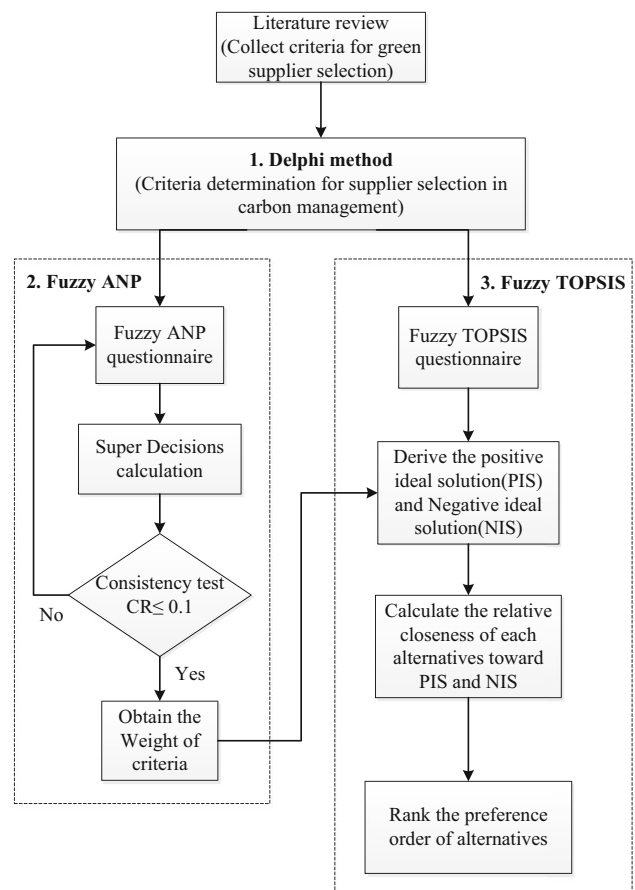 Literature review
(Collect criteria for green
supplier selection)
1. Delphi method
(Criteria determination for supplier selection in
carbon management)
2. Fuzzy ANP
Fuzzy ANP
questionnaire
Super Decisions
calculation
Consistency test
CR≤ 0.1
No
Yes
Obtain the
Weight of
criteria
3. Fuzzy TOPSIS
Fuzzy TOPSIS
questionnaire
Derive the positive
ideal solution(PIS)
and Negative ideal
solution(NIS)
Calculate the relative
closeness of each
alternatives toward
PIS and NIS
Rank the preference
order of alternatives